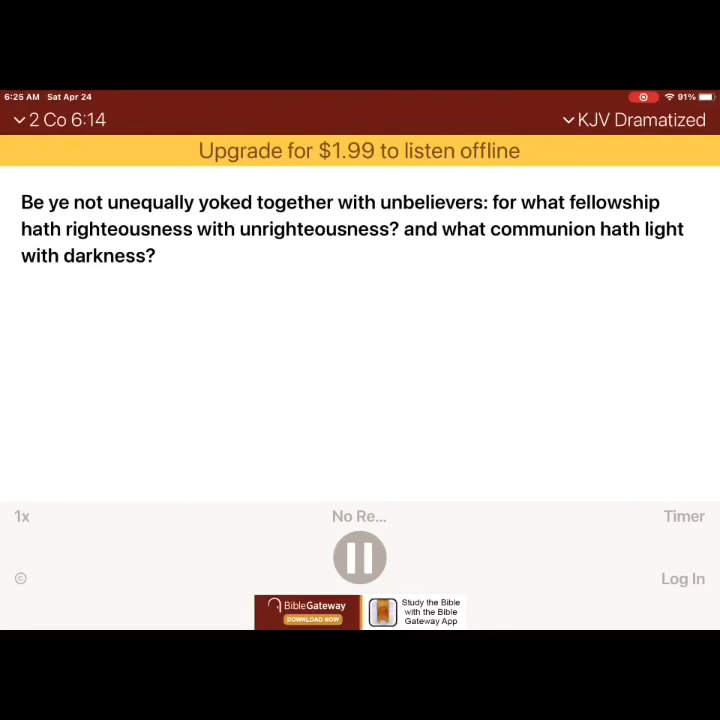 6:25 AM Sat Apr 24 91%
2 Co 6:14 KJV Dramatized
Upgrade for $1.99 to listen offline
Be ye not unequally yoked together with unbelievers: for what fellowship
hath righteousness with unrighteousness? and what communion hath light
with darkness?
1x No Re... Timer
© Log In
BibleGateway
DOWNLOAD NOW
Study the Bible
with the Bible
Gateway App